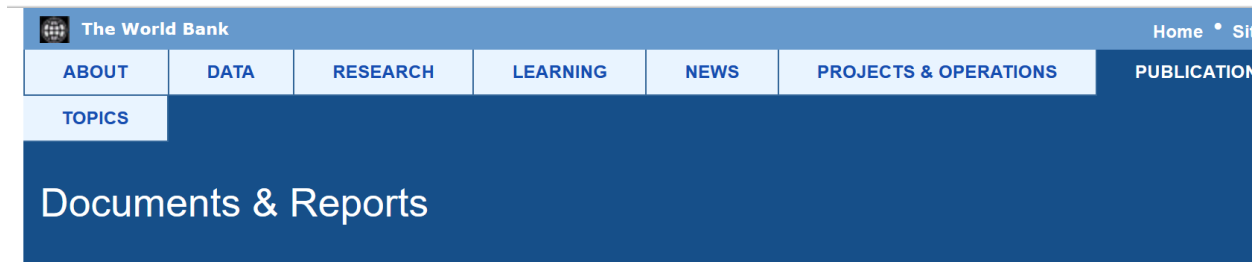 The World Bank
Home •
ABOUT DATA RESEARCH LEARNING NEWS PROJECTS & OPERATIONS
TOPICS
Documents & Reports